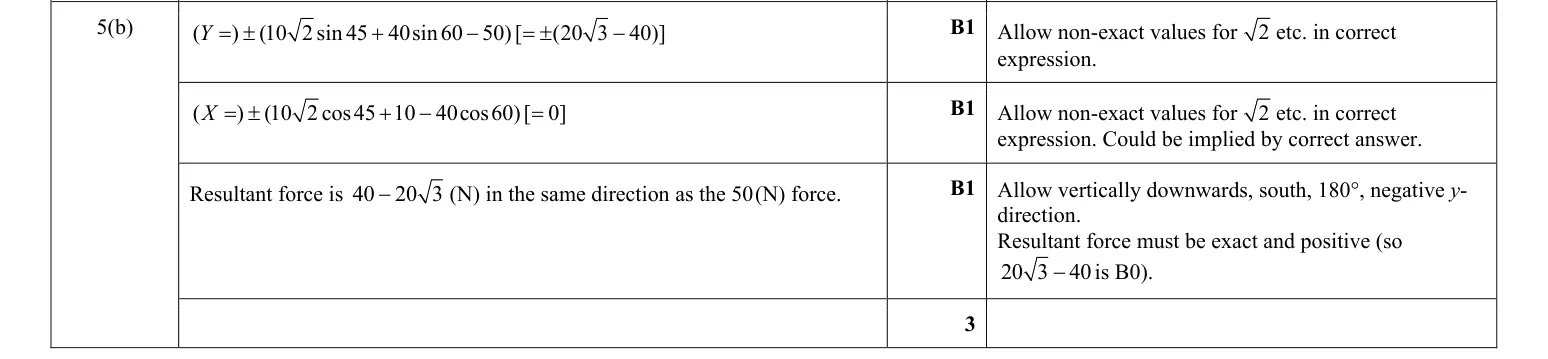 5(b)
(Y =) ± (10√2 sin 45 + 40 sin 60 − 50) [= ±(20√3 − 40)]
B1
Allow non-exact values for √2 etc. in correct
expression.
(X =) ± (10√2 cos 45 + 10 − 40 cos 60) [= 0]
B1
Allow non-exact values for √2 etc. in correct
expression. Could be implied by correct answer.
Resultant force is 40 − 20√3 (N) in the same direction as the 50 (N) force.
B1
Allow vertically downwards, south, 180°, negative y-
direction.
Resultant force must be exact and positive (so
20√3 − 40 is B0).
3